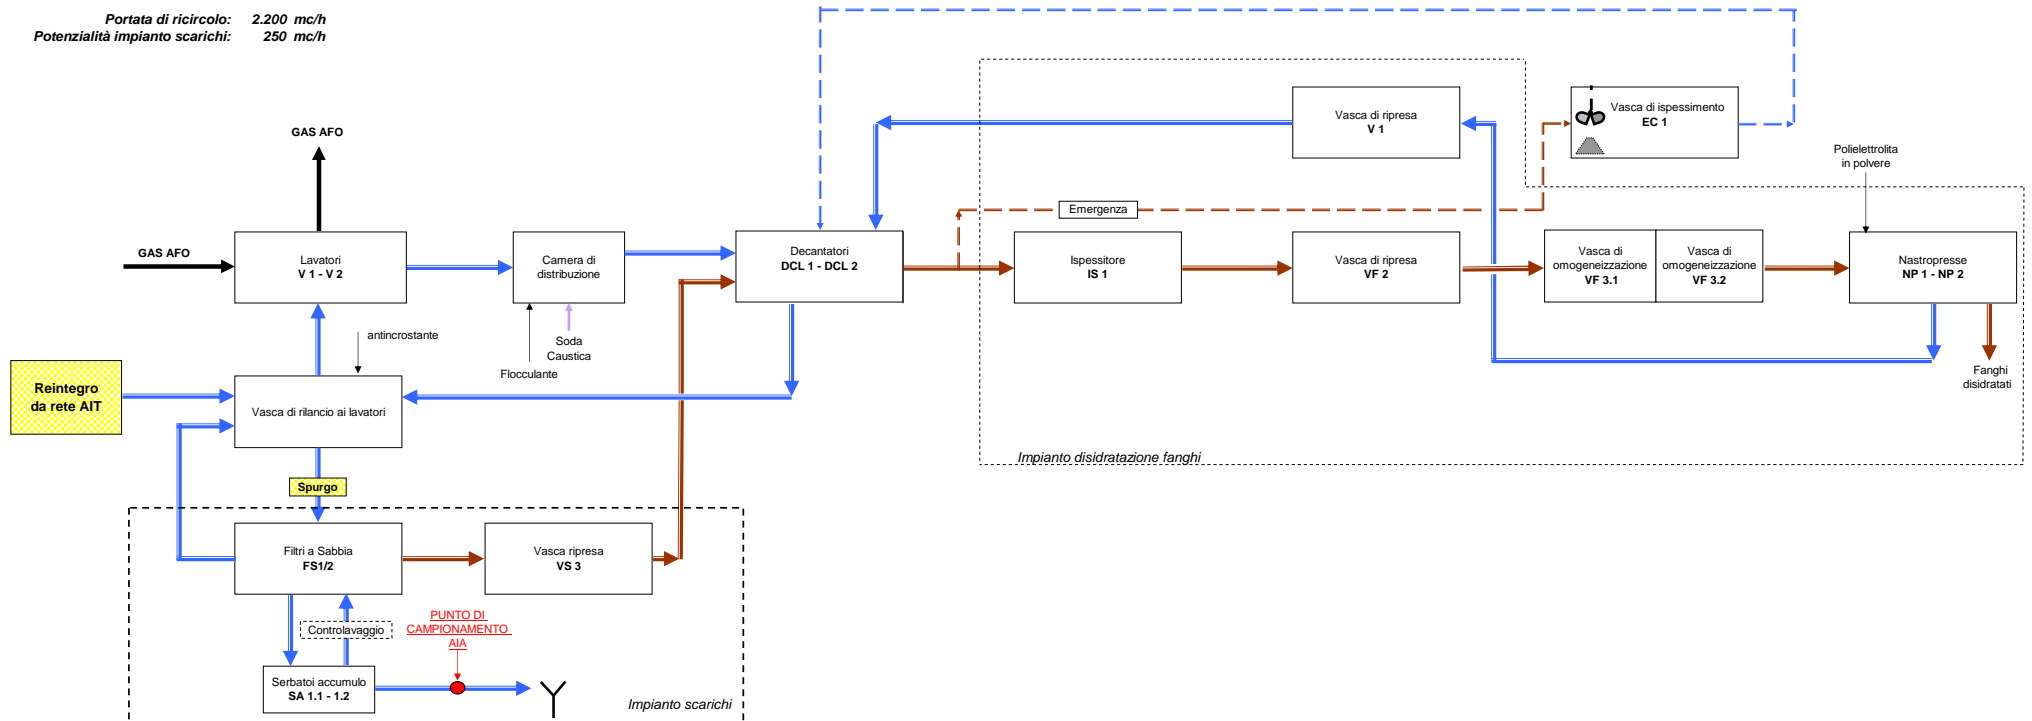 Portata di ricircolo: 2.200 mc/h
Potenzialità impianto scarichi: 250 mc/h
GAS AFO
GAS AFO
Lavatori
V 1 - V 2
Camera di
distribuzione
Decantatori
DCL 1 - DCL 2
Vasca di ripresa
V 1
Vasca di ispessimento
EC 1
Emergenza
Polielettrolita
in polvere
Ispessitore
IS 1
Vasca di ripresa
VF 2
Vasca di
omogeneizzazione
VF 3.1
Vasca di
omogeneizzazione
VF 3.2
Nastropresse
NP 1 - NP 2
antincrostante
Soda
Caustica
Flocculante
Fanghi
disidratati
Reintegro
da rete AIT
Vasca di rilancio ai lavatori
Impianto disidratazione fanghi
Spurgo
Filtri a Sabbia
FS1/2
Vasca ripresa
VS 3
Controlavaggio
PUNTO DI
CAMPIONAMENTO
AIA
Serbatoi accumulo
SA 1.1 - 1.2
Impianto scarichi